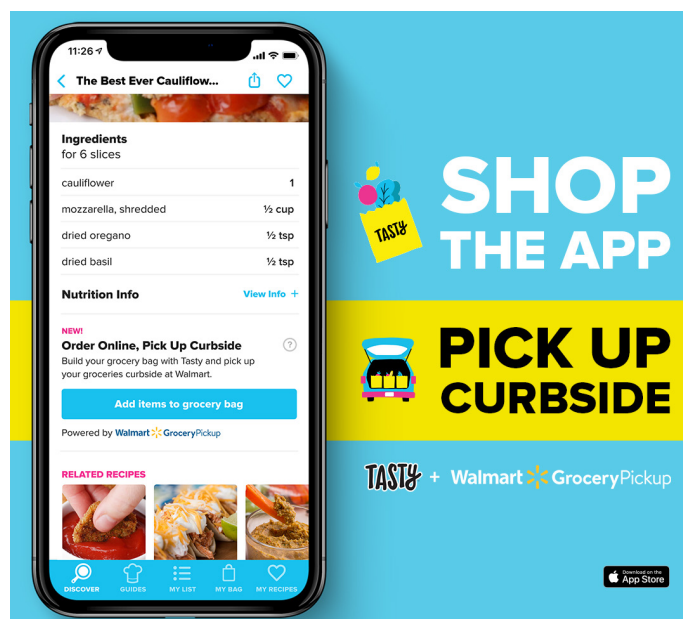 11:26
The Best Ever Cauliflow...
Ingredients
for 6 slices
cauliflower 1
mozzarella, shredded ½ cup
dried oregano ½ tsp
dried basil ½ tsp
Nutrition Info View Info +
NEW!
Order Online, Pick Up Curbside ?
Build your grocery bag with Tasty and pick up
your groceries curbside at Walmart.
Add items to grocery bag
Powered by Walmart GroceryPickup
RELATED RECIPES
DISCOVER GUIDES MY LIST MY BAG MY RECIPES
TASTY
SHOP
THE APP
PICK UP
CURBSIDE
TASTY + Walmart GroceryPickup
Download on the
App Store